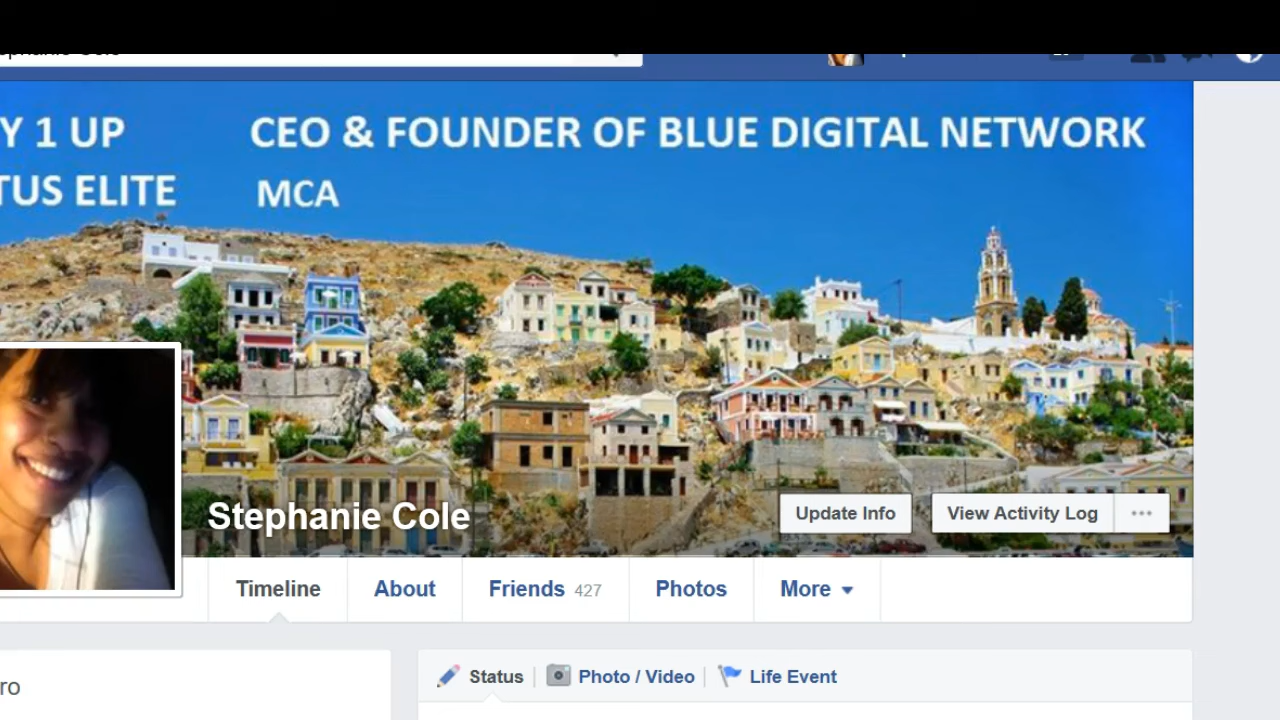 Y 1 UP CEO & FOUNDER OF BLUE DIGITAL NETWORK
TUS ELITE MCA
Stephanie Cole
Update Info
View Activity Log
Timeline
About
Friends 427
Photos
More
ro
Status
Photo / Video
Life Event